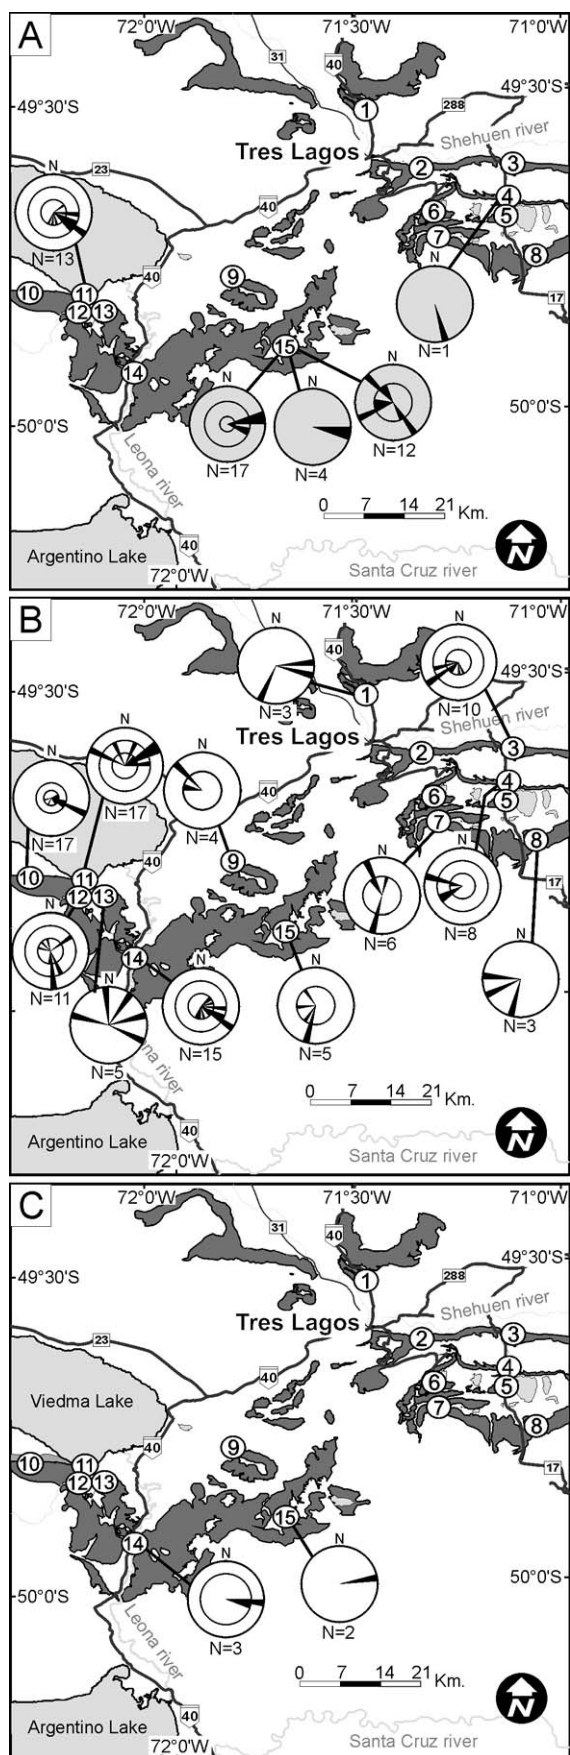 A
72°0'W
71°30'W
71°0'W
31
40
49°30'S
49°30'S
1
288
Shehuen river
Tres Lagos
2
3
N
23
4
40
6
5
7
N=13
N
8
9
40
10
11
17
12
13
N=1
15
N
14
N
N
50°0'S
50°0'S
N=17
N=4
N=12
Leona river
0 7 14 21
Km.
N
Argentino Lake
40
Santa Cruz river
72°0'W
B
72°0'W
71°30'W
71°0'W
N
N
40
49°30'S
49°30'S
1
N=10
N=3
Shehuen river
N
Tres Lagos
2
3
N
N
4
6
5
N=17
7
8
N=17
N=4
N
N
9
10
11
17
12
13
N
15
N=6
N=8
14
N
N
N
N=11
N
N=3
N=15
N=5
N=5
na river
0 7 14 21
Km.
N
Argentino Lake
40
Santa Cruz river
72°0'W
C
72°0'W
71°30'W
71°0'W
31
40
49°30'S
49°30'S
1
288
Shehuen river
Tres Lagos
2
3
23
4
40
6
5
Viedma Lake
7
8
9
40
10
11
17
12
13
15
14
N
N
50°0'S
50°0'S
N=3
N=2
Leona river
0 7 14 21
Km.
N
Argentino Lake
40
Santa Cruz river
72°0'W